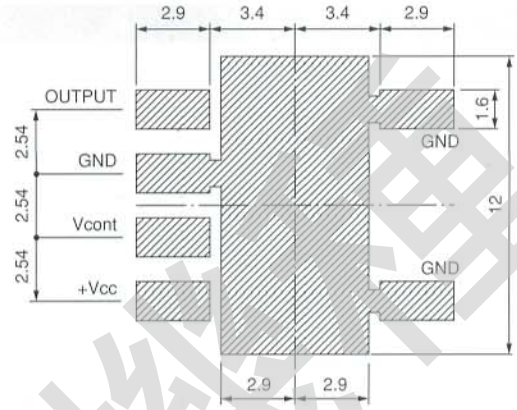 2.9 3.4 3.4 2.9
OUTPUT
1.6
2.54
GND
GND
2.54
12
Vcont
2.54
GND
+Vcc
2.9 2.9